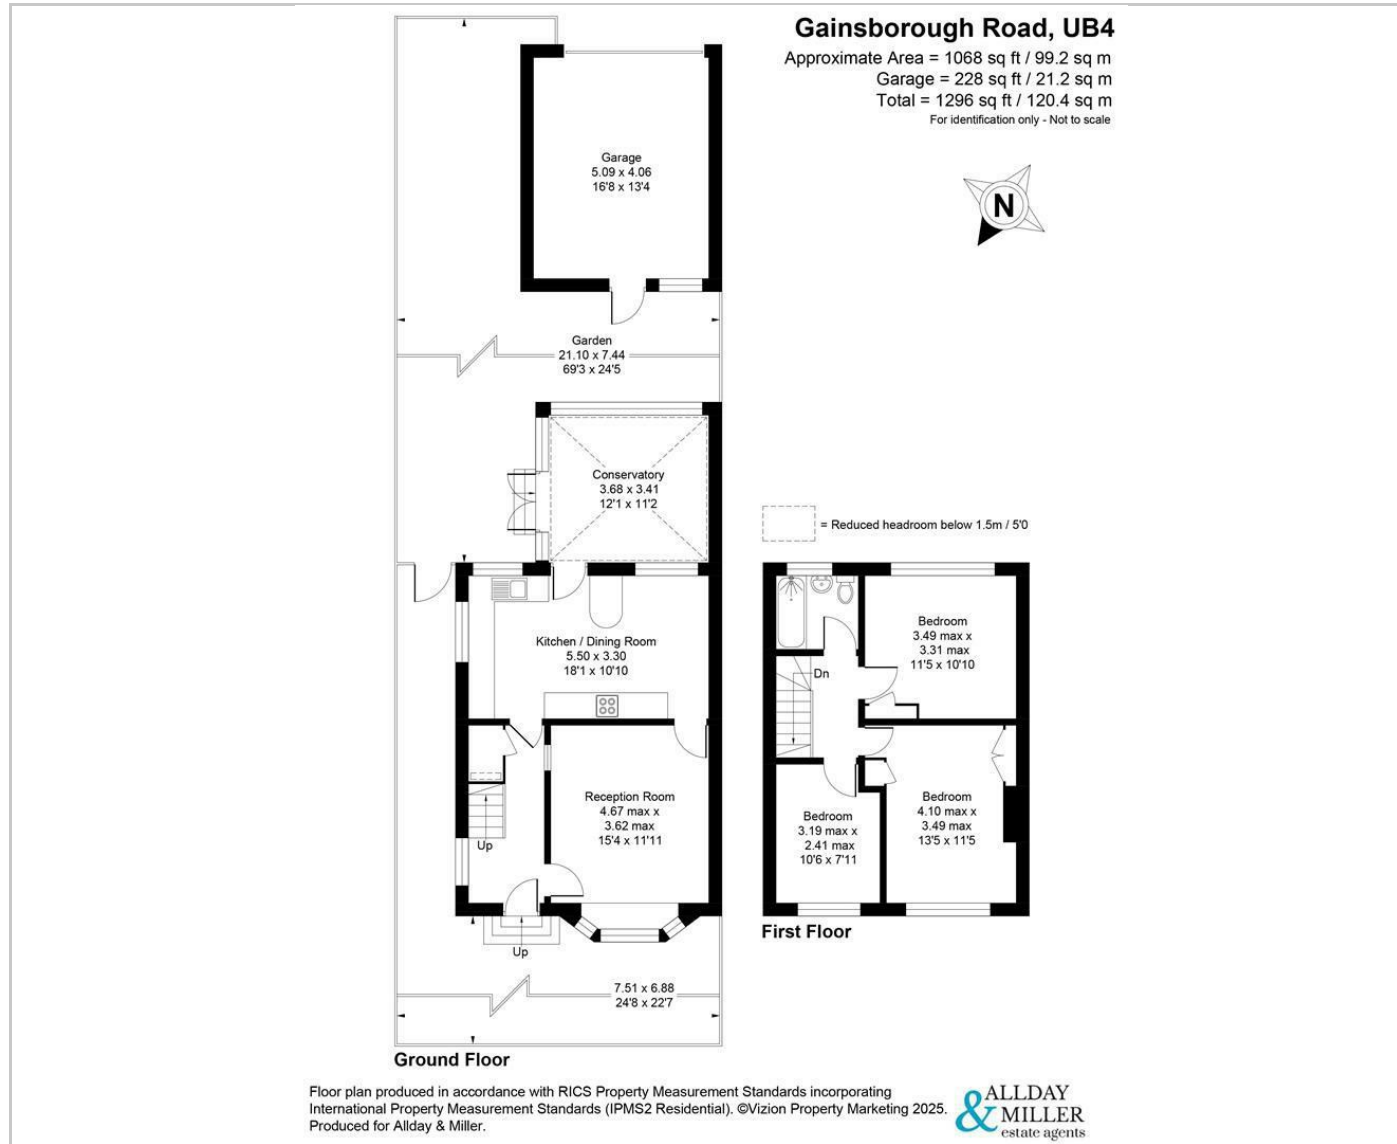 Gainsborough Road, UB4
Approximate Area = 1068 sq ft / 99.2 sq m
Garage = 228 sq ft / 21.2 sq m
Total = 1296 sq ft / 120.4 sq m
For identification only - Not to scale
N
Garage
5.09 x 4.06
16'8 x 13'4
Garden
21.10 x 7.44
69'3 x 24'5
Conservatory
3.68 x 3.41
12'1 x 11'2
= Reduced headroom below 1.5m / 5'0
Kitchen / Dining Room
5.50 x 3.30
18'1 x 10'10
Reception Room
4.67 max x
3.62 max
15'4 x 11'11
Up
Up
7.51 x 6.88
24'8 x 22'7
Ground Floor
Dn
Bedroom
3.49 max x
3.31 max
11'5 x 10'10
Bedroom
4.10 max x
3.49 max
13'5 x 11'5
Bedroom
3.19 max x
2.41 max
10'6 x 7'11
First Floor
Floor plan produced in accordance with RICS Property Measurement Standards incorporating
International Property Measurement Standards (IPMS2 Residential). ©Vizion Property Marketing 2025.
Produced for Allday & Miller.
ALLDAY
& MILLER
estate agents